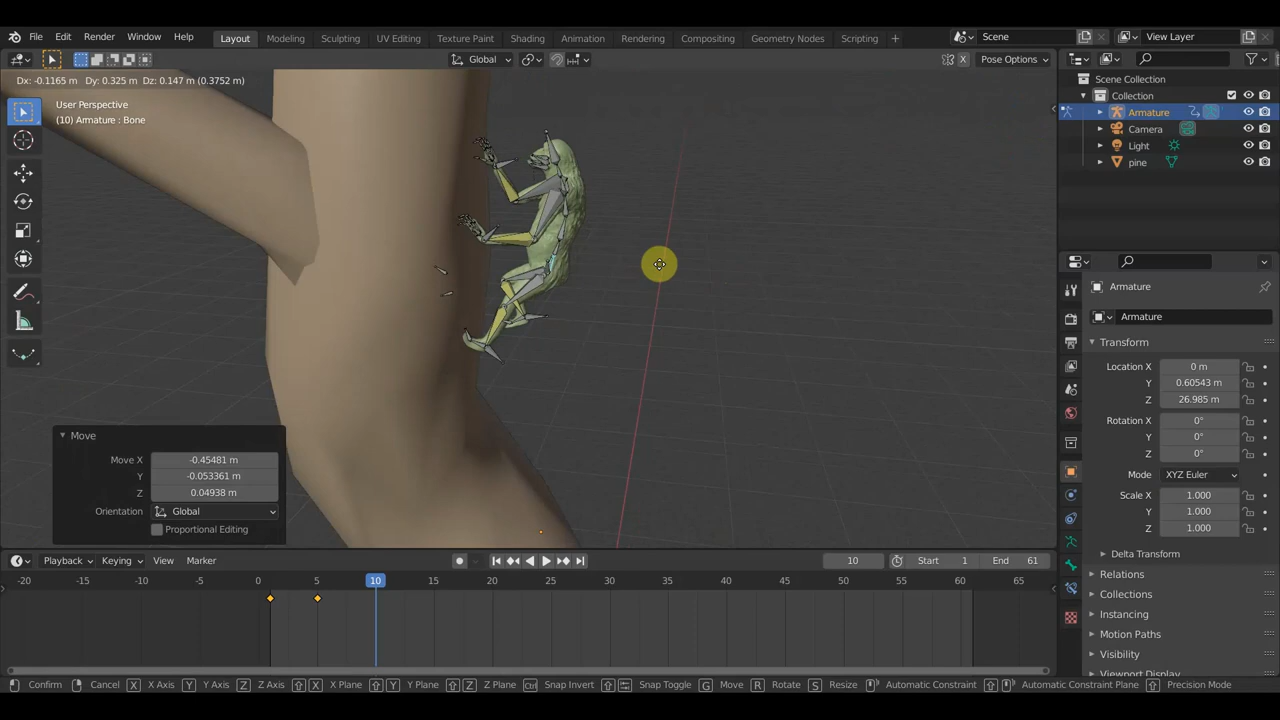 File Edit Render Window Help Layout Modeling Sculpting UV Editing Texture Paint Shading Animation Rendering Compositing Geometry Nodes Scripting + Scene View Layer
Global X Pose Options
Dx: -0.1165 m Dy: 0.325 m Dz: 0.147 m (0.3752 m)
User Perspective
(10) Armature : Bone
Scene Collection
Collection
Armature
Camera
Light
pine
Armature
Armature
Transform
Location X 0 m
Y 0.60543 m
Z 26.985 m
Rotation X 0°
Y 0°
Z 0°
Mode XYZ Euler
Scale X 1.000
Y 1.000
Z 1.000
Delta Transform
Relations
Collections
Instancing
Motion Paths
Visibility
Viewport Display
Move
Move X -0.45481 m
Y -0.053361 m
Z 0.04938 m
Orientation Global
Proportional Editing
Playback Keying View Marker 10 Start 1 End 61
-20 -15 -10 -5 0 5 10 15 20 25 30 35 40 45 50 55 60 65
Confirm Cancel X X Axis Y Y Axis Z Z Axis X X Plane Y Y Plane Z Z Plane Snap Invert Snap Toggle G Move R Rotate S Resize Automatic Constraint Automatic Constraint Plane Precision Mode